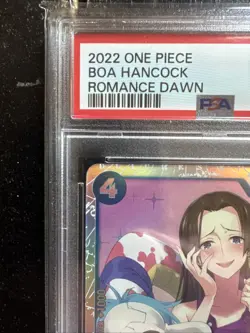 2022 ONE PIECE
BOA HANCOCK
ROMANCE DAWN
PSA
4